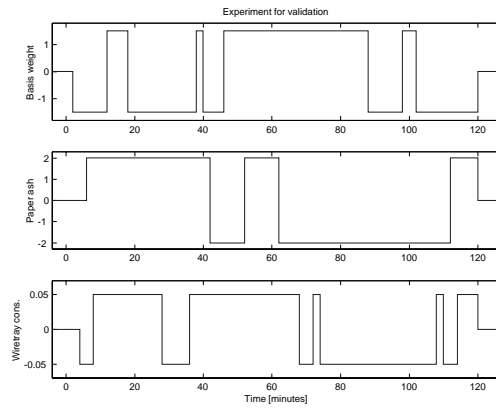 Experiment for validation
Basis weight
1
0
-1
0 20 40 60 80 100 120
Paper ash
2
1
0
-1
-2
0 20 40 60 80 100 120
Wiretray cons.
0.05
0
-0.05
0 20 40 60 80 100 120
Time [minutes]